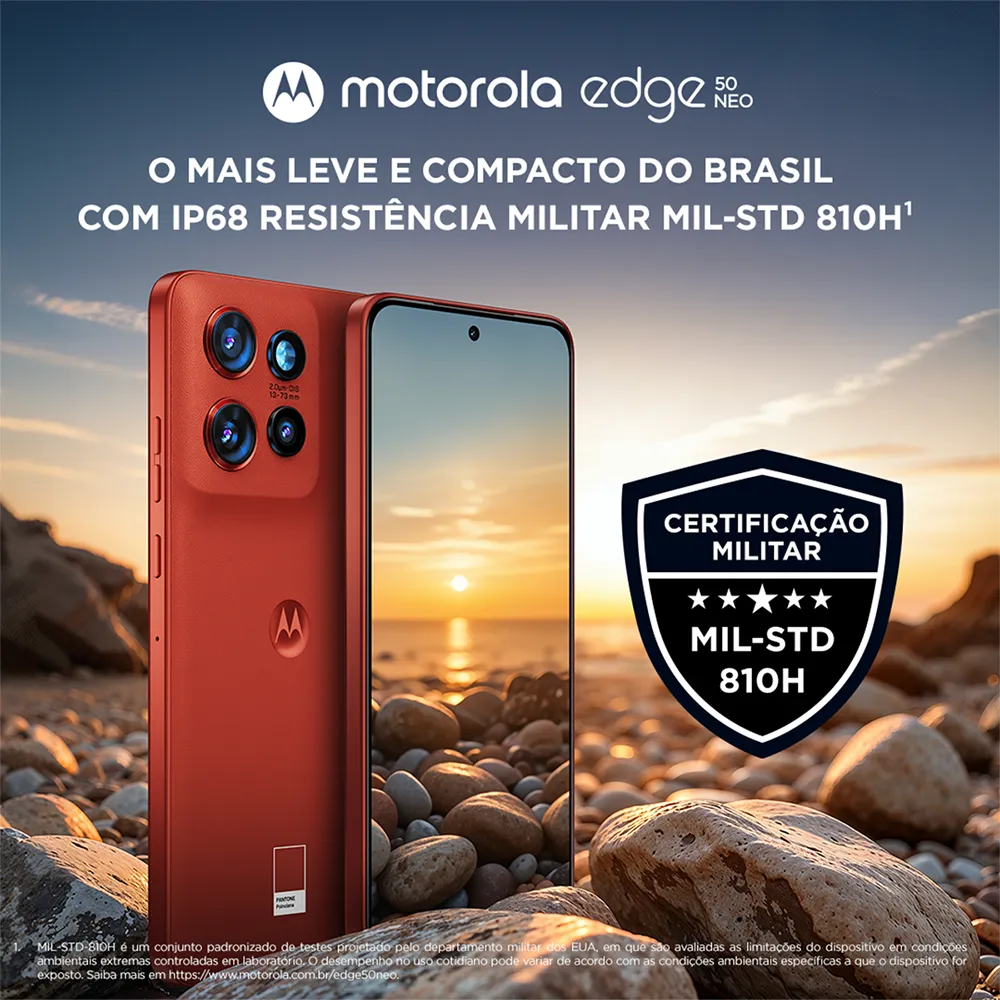 motorola edge 50 NEO
O MAIS LEVE E COMPACTO DO BRASIL
COM IP68 RESISTÊNCIA MILITAR MIL-STD 810H¹
2.0µm-OIS
13-73mm
CERTIFICAÇÃO
MILITAR
MIL-STD
810H
PANTONE
Poinciana
1. MIL-STD-810H é um conjunto padronizado de testes projetado pelo departamento militar dos EUA, em que são avaliadas as limitações do dispositivo em condições
ambientais extremas controladas em laboratório. O desempenho no uso cotidiano pode variar de acordo com as condições ambientais específicas a que o dispositivo for
exposto. Saiba mais em https://www.motorola.com.br/edge50neo.